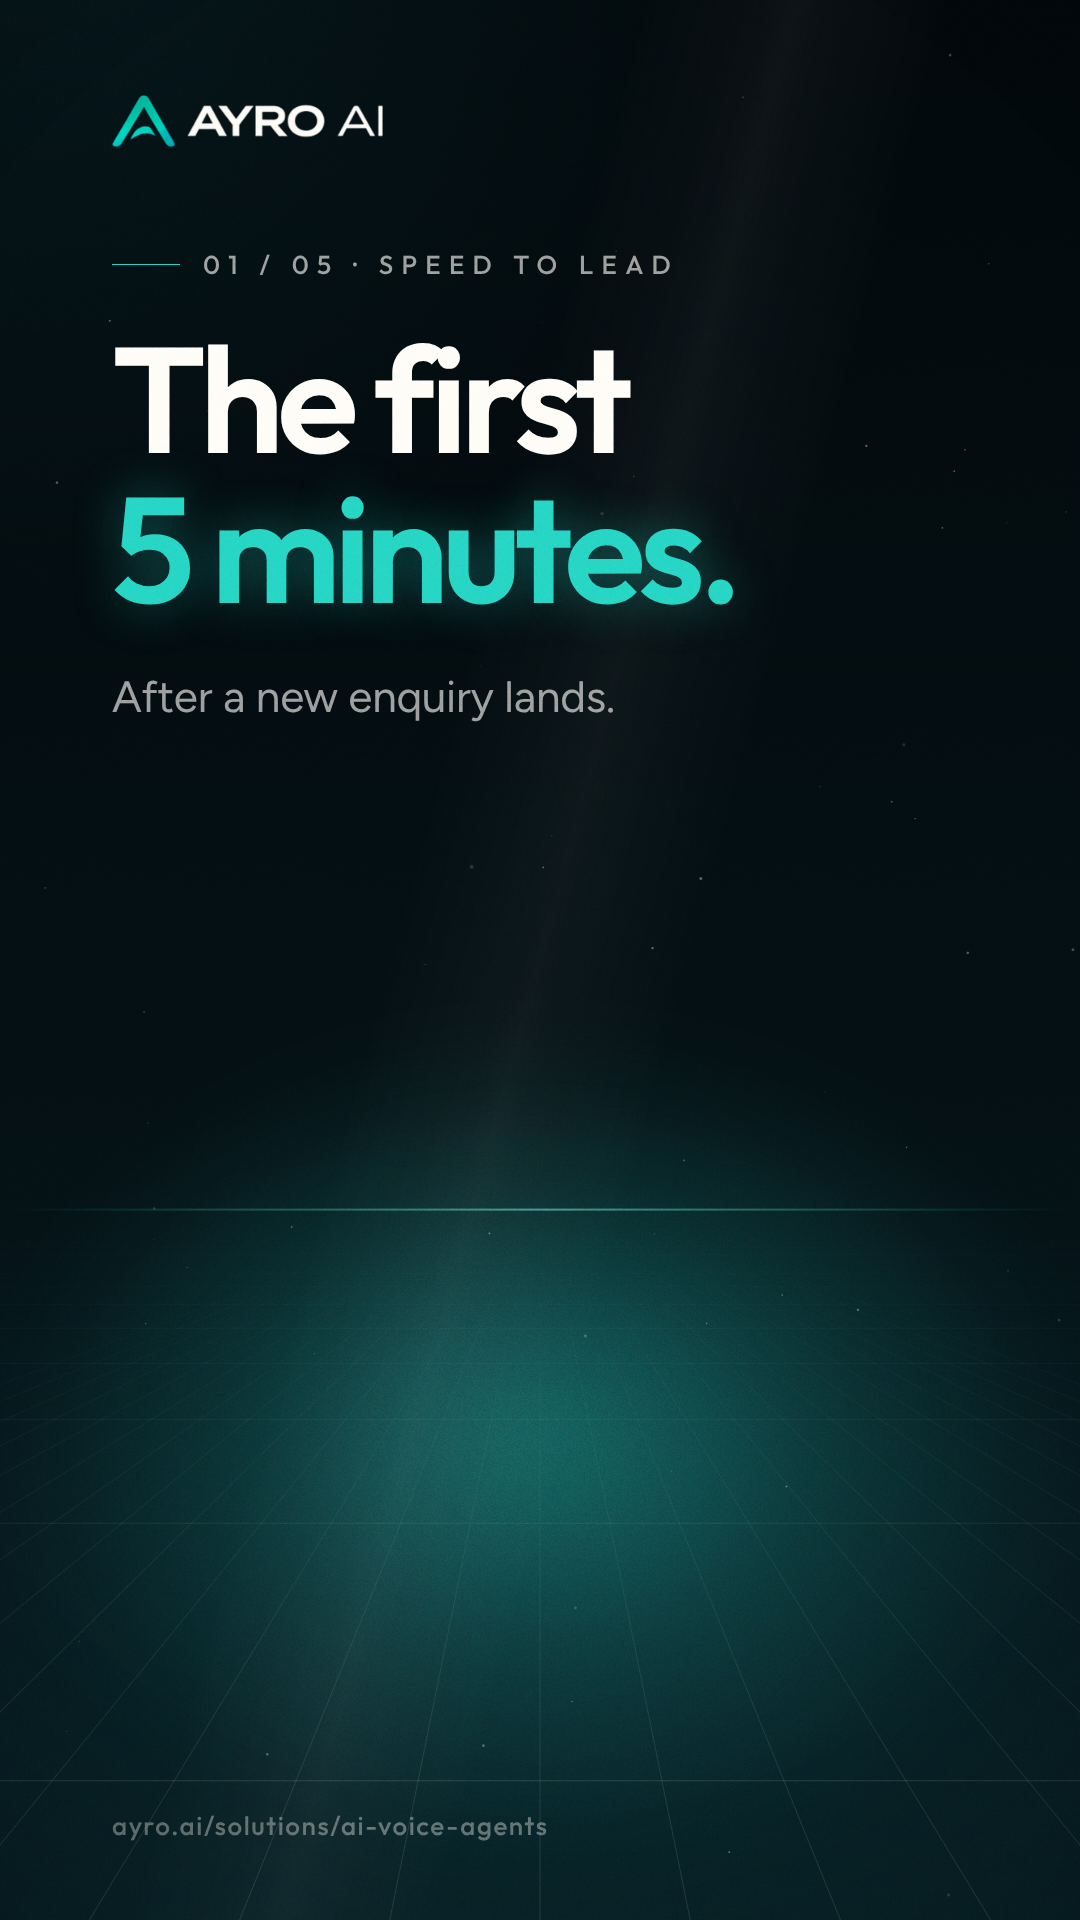 AYRO AI
01 / 05 · SPEED TO LEAD
The first
5 minutes.
After a new enquiry lands.
ayro.ai/solutions/ai-voice-agents